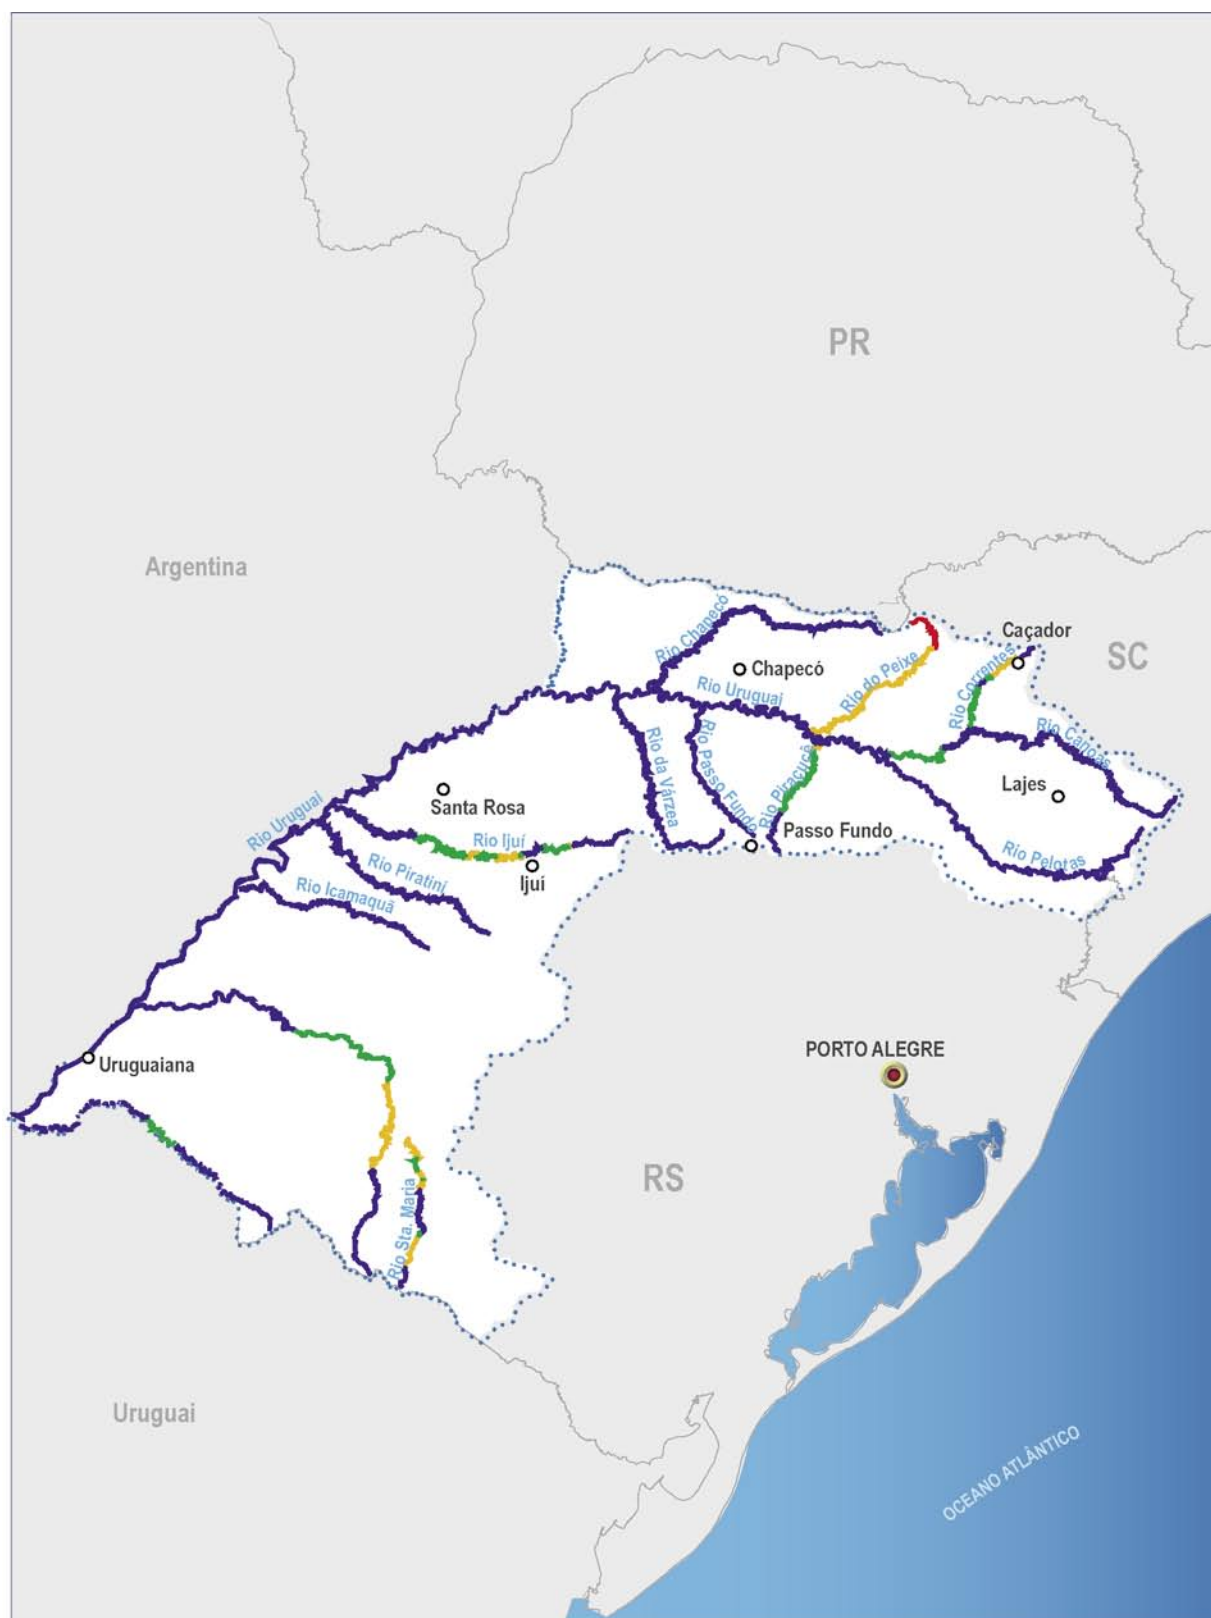 PR
Argentina
Caçador
SC
Rio Chapecó
Chapecó
Rio do Peixe
Rio Correntes
Rio Uruguai
Rio Canoas
Rio da Várzea
Rio Passo Fundo
Rio Piraçucê
Lajes
Santa Rosa
Rio Uruguai
Rio Ijuí
Passo Fundo
Rio Pelotas
Ijuí
Rio Piratini
Rio Icamaquã
PORTO ALEGRE
Uruguaiana
RS
Rio Sta. Maria
Uruguai
OCEANO ATLÂNTICO